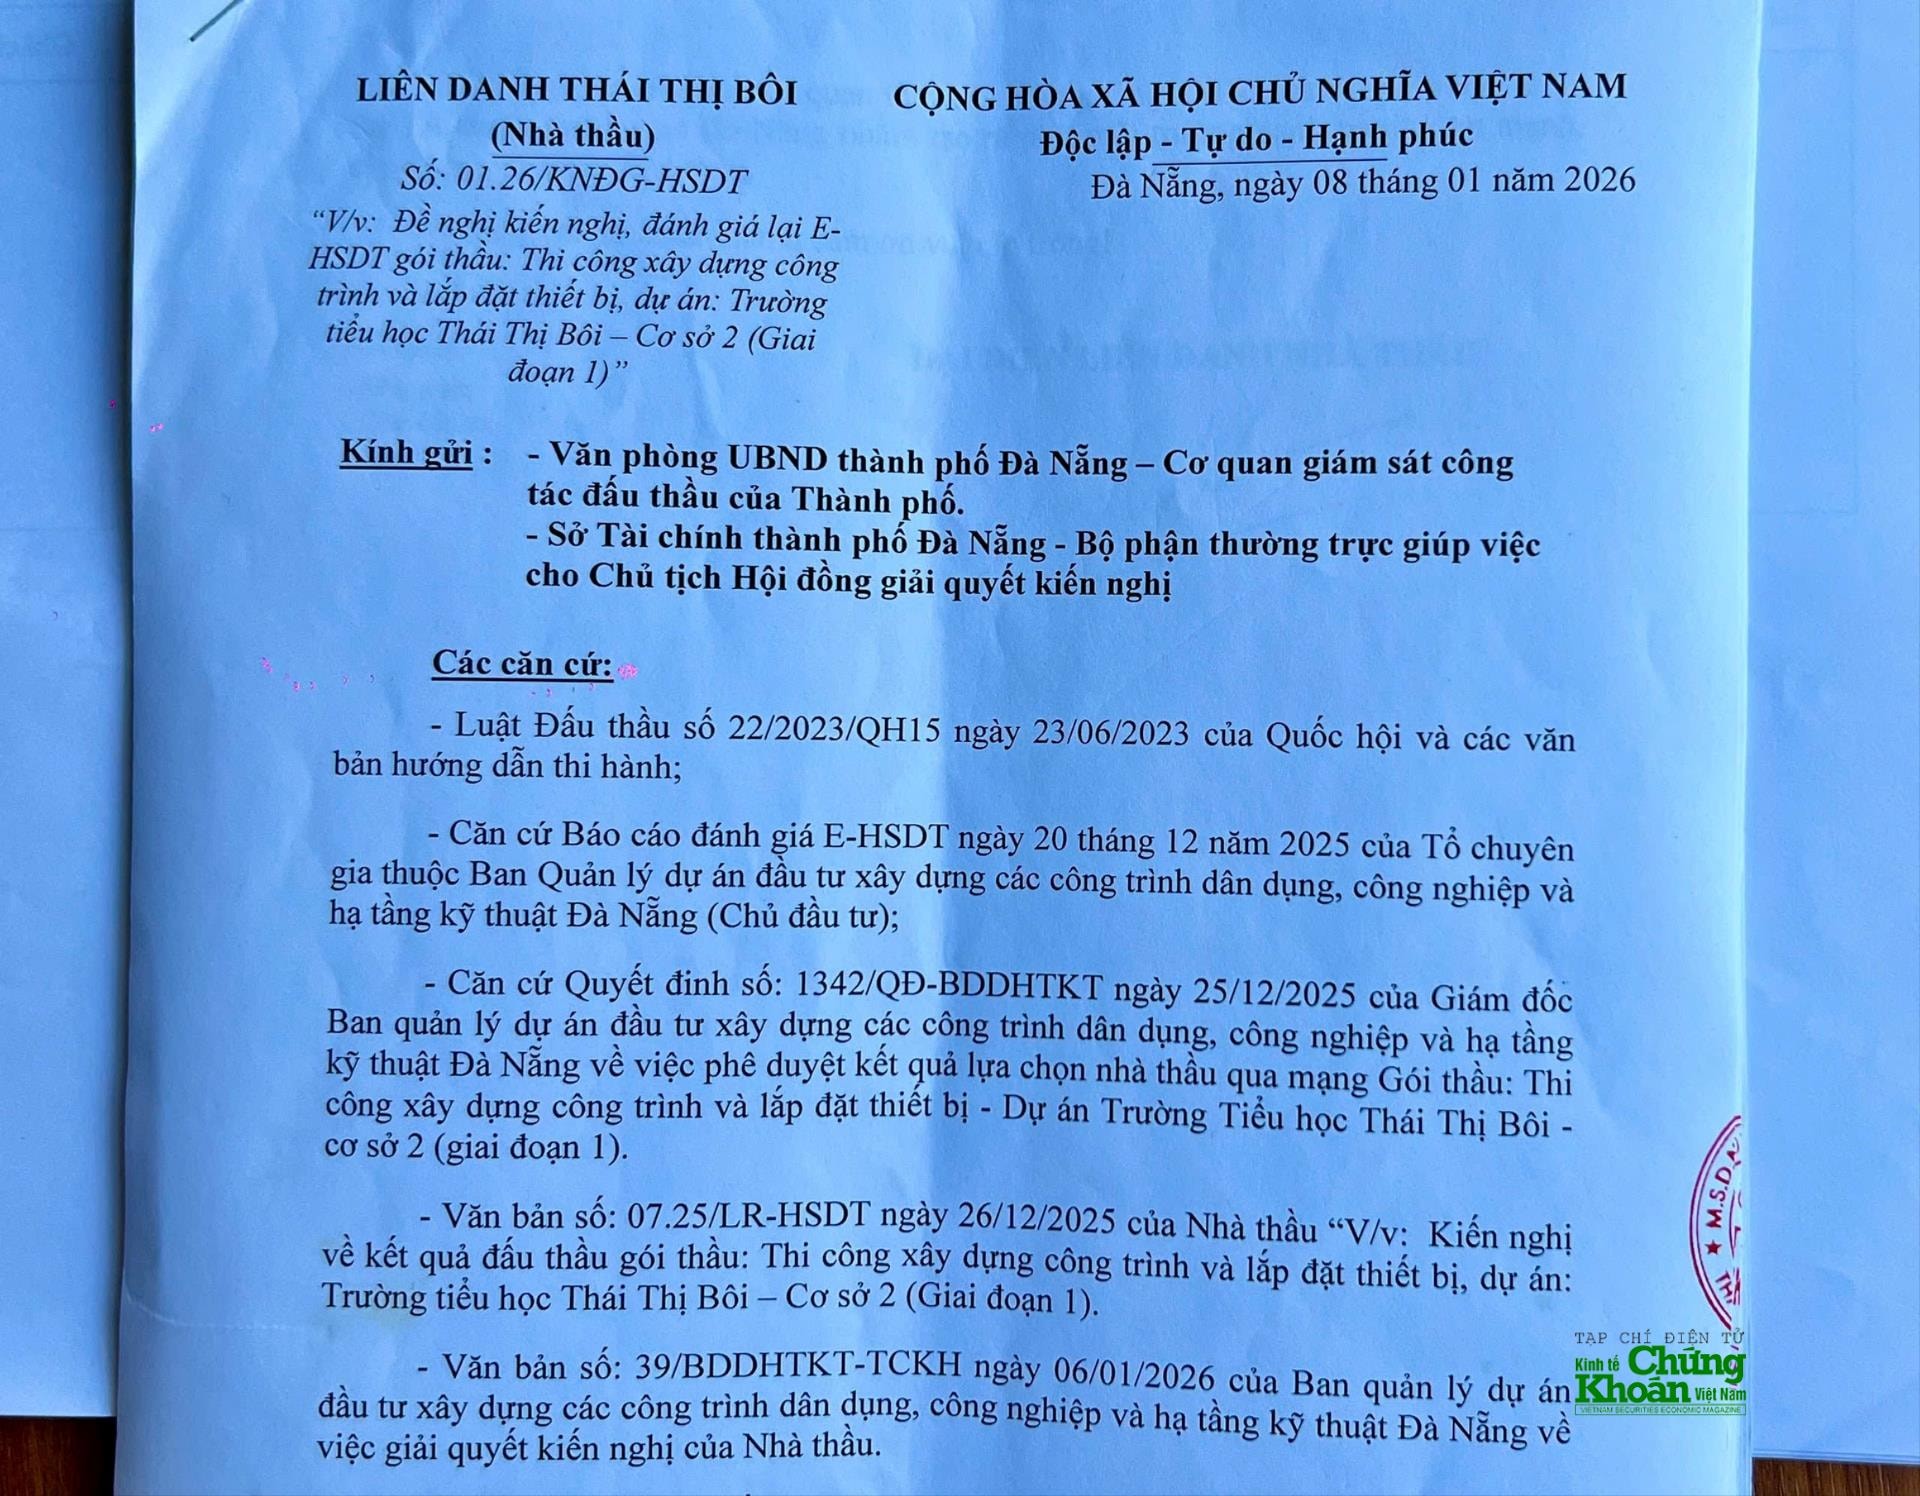 LIÊN DANH THÁI THỊ BÔI
(Nhà thầu)
Số: 01.26/KNĐG-HSDT
“V/v: Đề nghị kiến nghị, đánh giá lại E-
HSDT gói thầu: Thi công xây dựng công
trình và lắp đặt thiết bị, dự án: Trường
tiểu học Thái Thị Bôi – Cơ sở 2 (Giai
đoạn 1)”
CỘNG HÒA XÃ HỘI CHỦ NGHĨA VIỆT NAM
Độc lập - Tự do - Hạnh phúc
Đà Nẵng, ngày 08 tháng 01 năm 2026
Kính gửi : - Văn phòng UBND thành phố Đà Nẵng – Cơ quan giám sát công
tác đấu thầu của Thành phố.
- Sở Tài chính thành phố Đà Nẵng - Bộ phận thường trực giúp việc
cho Chủ tịch Hội đồng giải quyết kiến nghị
Các căn cứ:
- Luật Đấu thầu số 22/2023/QH15 ngày 23/06/2023 của Quốc hội và các văn
bản hướng dẫn thi hành;
- Căn cứ Báo cáo đánh giá E-HSDT ngày 20 tháng 12 năm 2025 của Tổ chuyên
gia thuộc Ban Quản lý dự án đầu tư xây dựng các công trình dân dụng, công nghiệp và
hạ tầng kỹ thuật Đà Nẵng (Chủ đầu tư);
- Căn cứ Quyết đinh số: 1342/QĐ-BDDHTKT ngày 25/12/2025 của Giám đốc
Ban quản lý dự án đầu tư xây dựng các công trình dân dụng, công nghiệp và hạ tầng
kỹ thuật Đà Nẵng về việc phê duyệt kết quả lựa chọn nhà thầu qua mạng Gói thầu: Thi
công xây dựng công trình và lắp đặt thiết bị - Dự án Trường Tiểu học Thái Thị Bôi -
cơ sở 2 (giai đoạn 1).
- Văn bản số: 07.25/LR-HSDT ngày 26/12/2025 của Nhà thầu “V/v: Kiến nghị
về kết quả đấu thầu gói thầu: Thi công xây dựng công trình và lắp đặt thiết bị, dự án:
Trường tiểu học Thái Thị Bôi – Cơ sở 2 (Giai đoạn 1).
- Văn bản số: 39/BDDHTKT-TCKH ngày 06/01/2026 của Ban quản lý dự án
đầu tư xây dựng các công trình dân dụng, công nghiệp và hạ tầng kỹ thuật Đà Nẵng về
việc giải quyết kiến nghị của Nhà thầu.
M.S.D
TẠP CHÍ ĐIỆN TỬ
Kinh tế Chứng
Khoán Việt Nam
VIETNAM SECURITIES ECONOMIC MAGAZINE